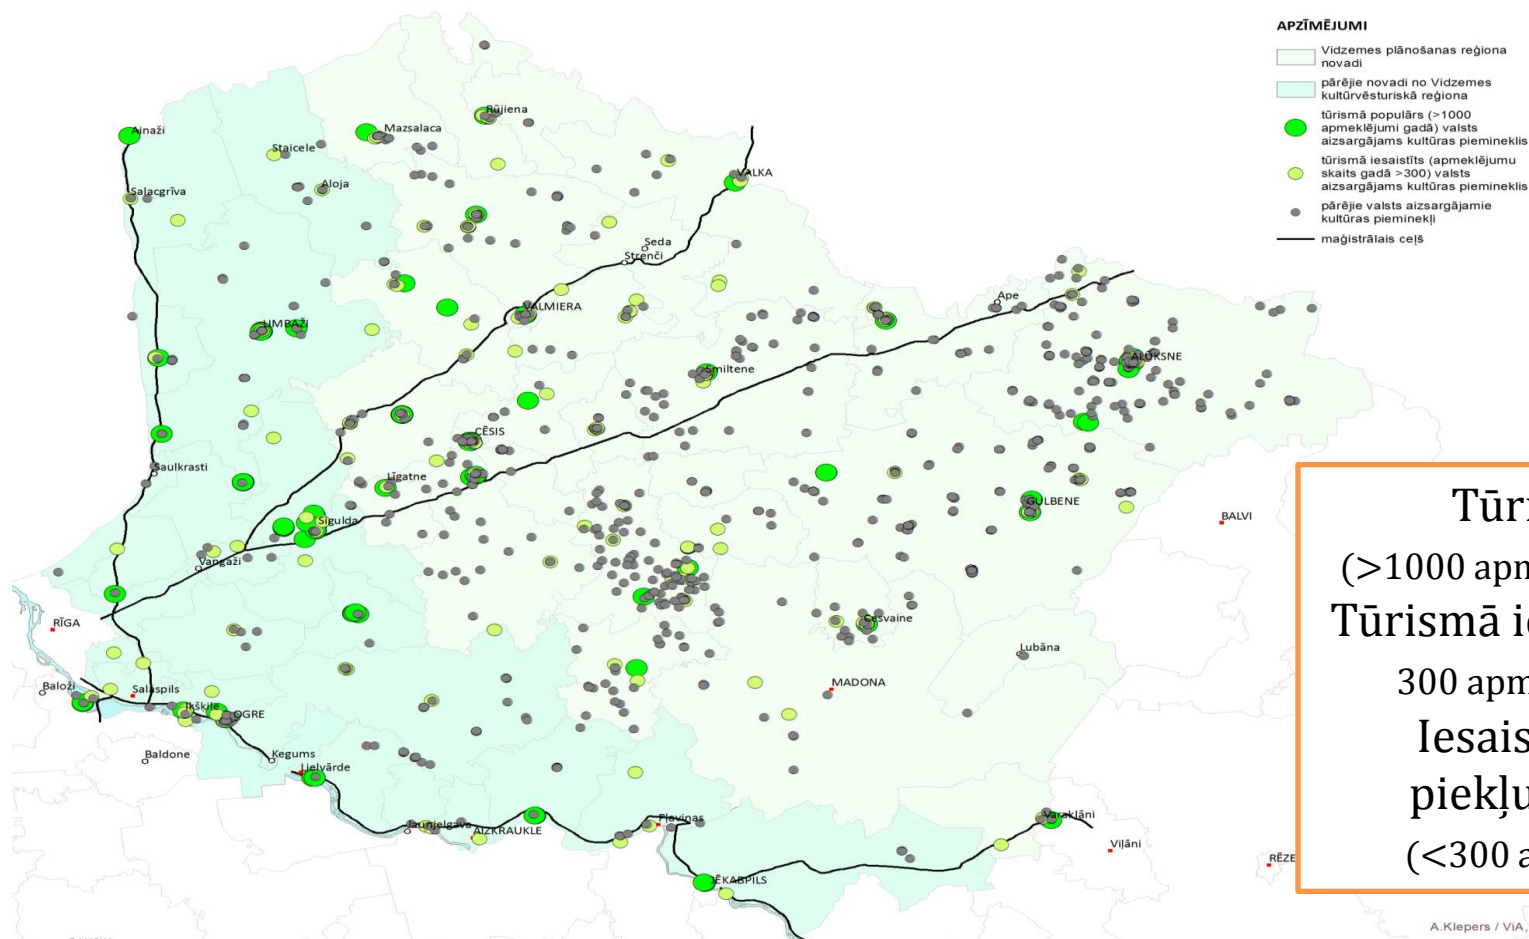 APZĪMĒJUMI
Vidzemes plānošanas reģiona
novadi
pārējie novadi no Vidzemes
kultūrvēsturiskā reģiona
tūrismā populārs (>1000
apmeklējumi gadā) valsts
aizsargājams kultūras piemineklis
tūrismā iesaistīts (apmeklējumu
skaits gadā >300) valsts
aizsargājams kultūras piemineklis
pārējie valsts aizsargājamie
kultūras pieminekļi
maģistrālais ceļš
Rūjiena
Ainaži
Mazsalaca
Staicele
VALKA
Aloja
Salacgrīva
Seda
Strenči
Ape
VALMIERA
LIMBAŽI
ALŪKSNE
Smiltene
CĒSIS
Saulkrasti
Līgatne
GULBENE
BALVI
Sigulda
Vangaži
RĪGA
Cesvaine
Lubāna
MADONA
Baloži
Salaspils
Ikšķile
OGRE
Baldone
Ķegums
Lielvārde
Jaunjelgava
AIZKRAUKLE
Pļaviņas
Varakļāni
Viļāni
RĒZE
JĒKABPILS
Tūri
(>1000 apm
Tūrismā ie
300 apm
Iesais
piekļu
(<300 a
A.Klepers / ViA,